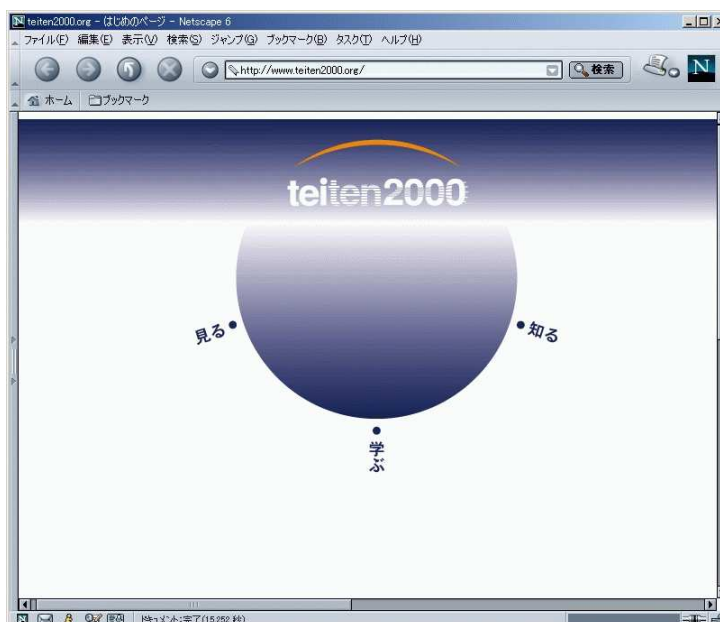 teiten2000.org - はじめのページ - Netscape 6
ファイル(F) 編集(E) 表示(V) 検索(S) ジャンプ(G) ブックマーク(B) タスク(T) ヘルプ(H)
http://www.teiten2000.org/ 検索 N
ホーム ブックマーク
teiten2000
見る
知る
学ぶ
ドキュメント:完了(15.252 秒)